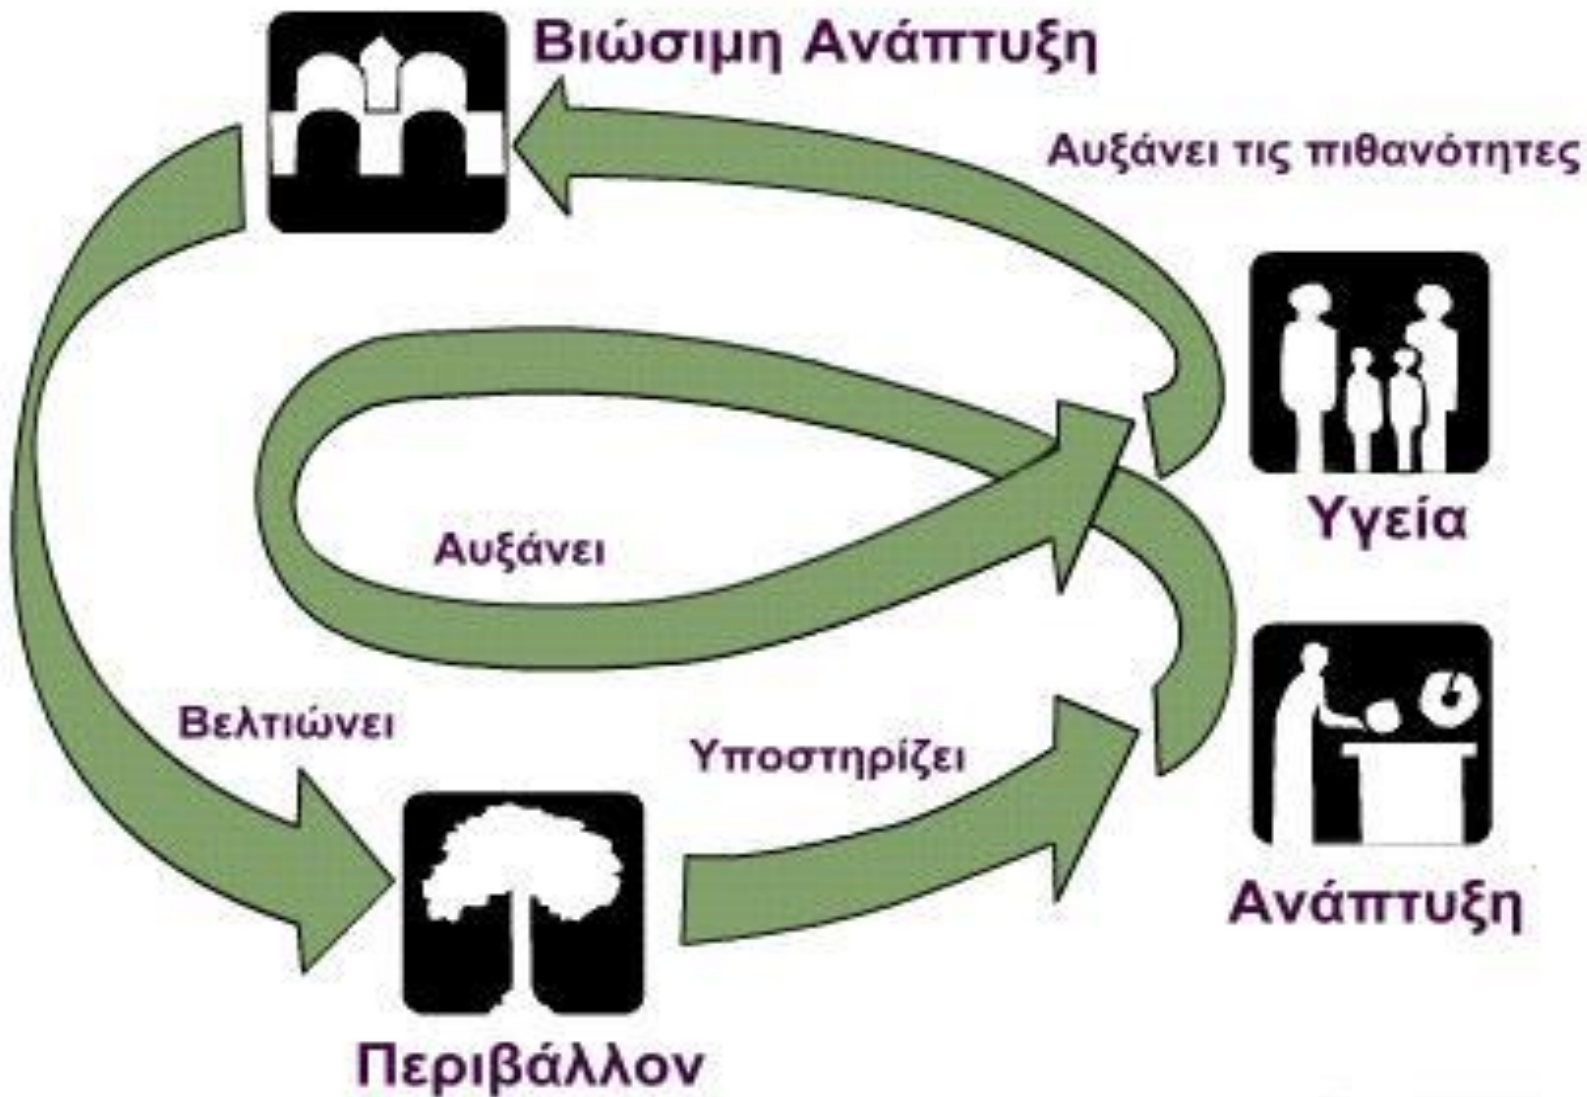 Βιώσιμη Ανάπτυξη
Αυξάνει τις πιθανότητες
Υγεία
Αυξάνει
Βελτιώνει
Υποστηρίζει
Ανάπτυξη
Περιβάλλον